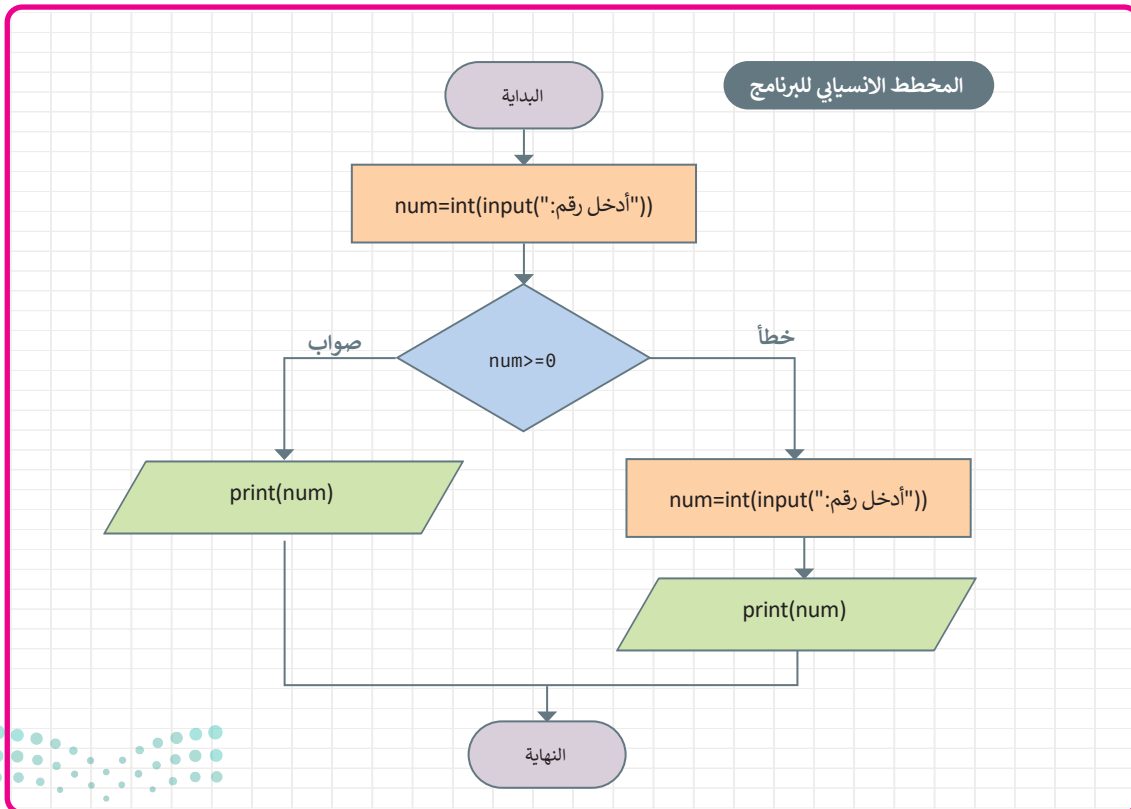 المخطط الانسيابي للبرنامج
البداية
num=int(input("أدخل رقم:"))
num>=0
صواب
خطأ
print(num)
num=int(input("أدخل رقم:"))
print(num)
النهاية